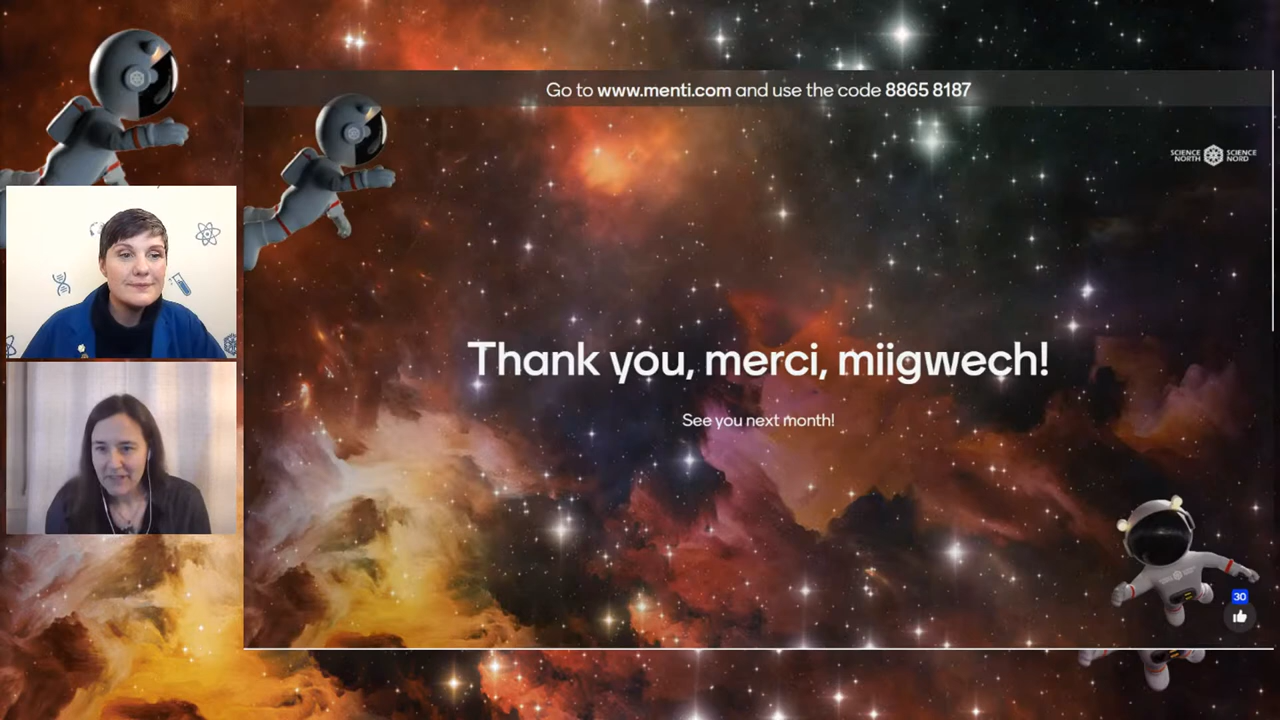 Go to www.menti.com and use the code 8865 8187
SCIENCE NORTH SCIENCE NORD
Thank you, merci, miigwech!
See you next month!
30